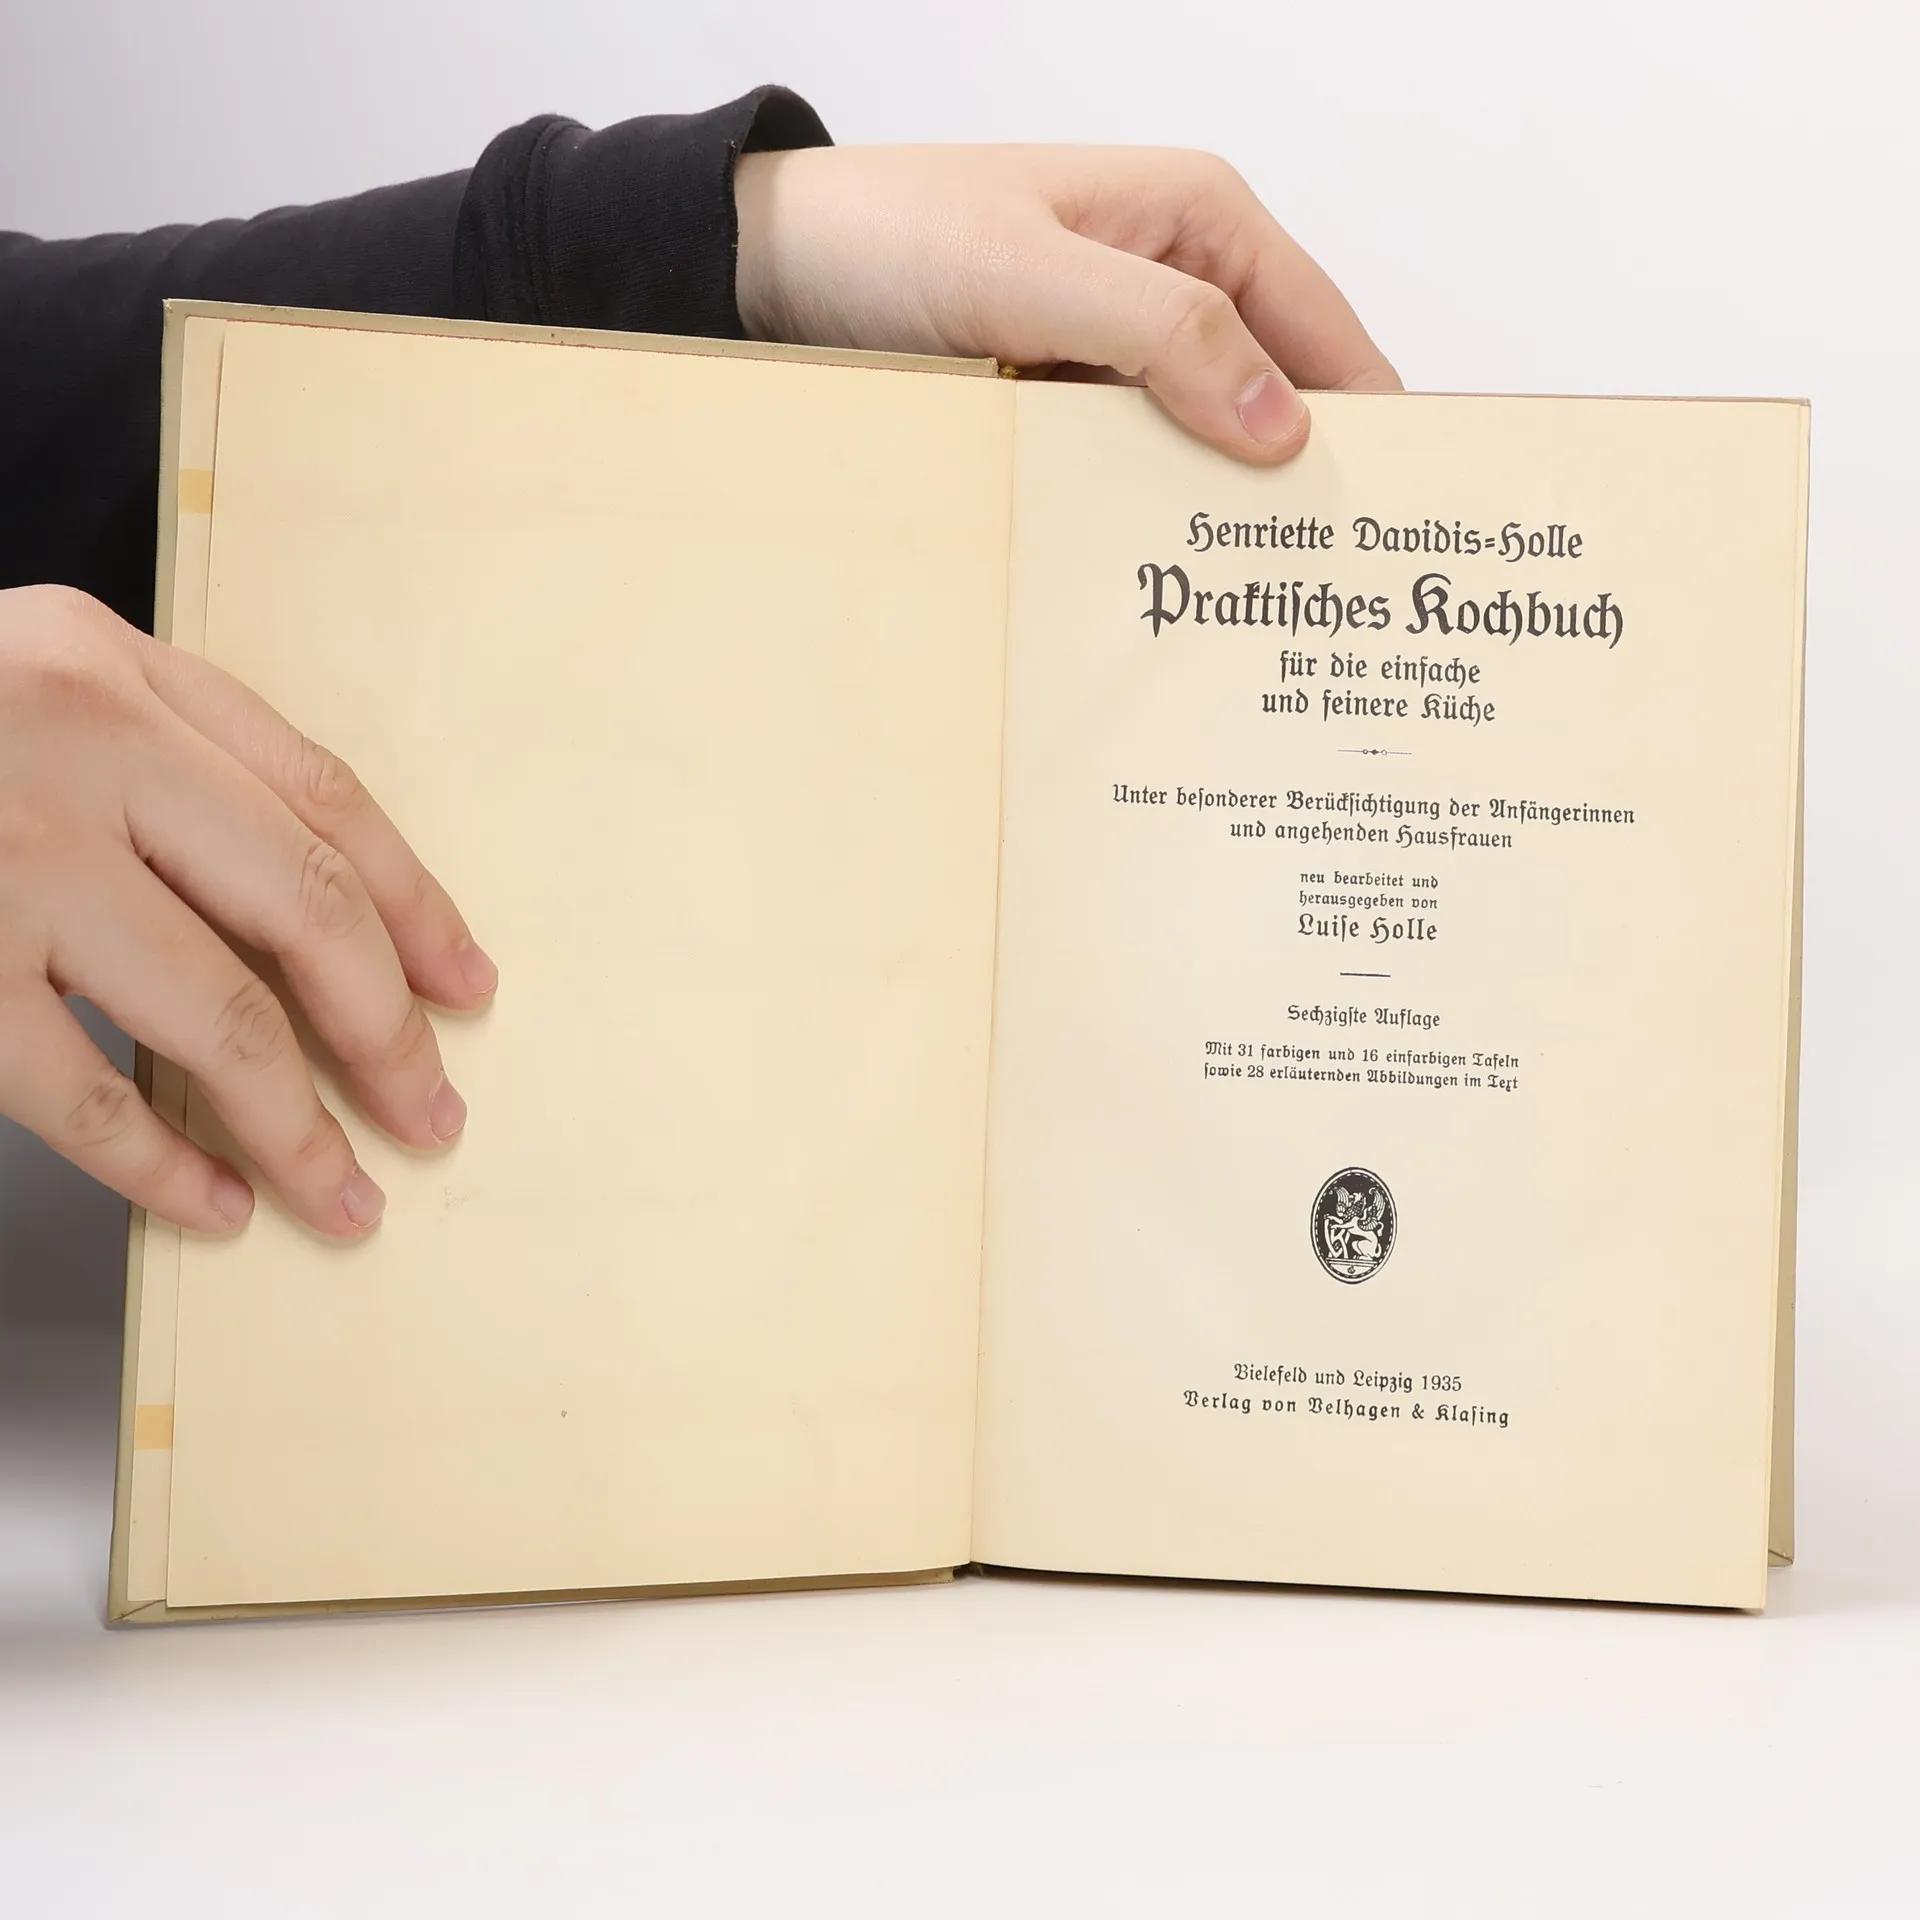 Henriette Davidis=Holle
Praktiſches Kochbuch
für die einfache
und feinere Küche
Unter beſonderer Berückſichtigung der Anfängerinnen
und angehenden Hausfrauen
neu bearbeitet und
herausgegeben von
Luiſe Holle
Sechzigſte Auflage
Mit 31 farbigen und 16 einfarbigen Tafeln
ſowie 28 erläuternden Abbildungen im Text
Bielefeld und Leipzig 1935
Verlag von Velhagen & Klaſing